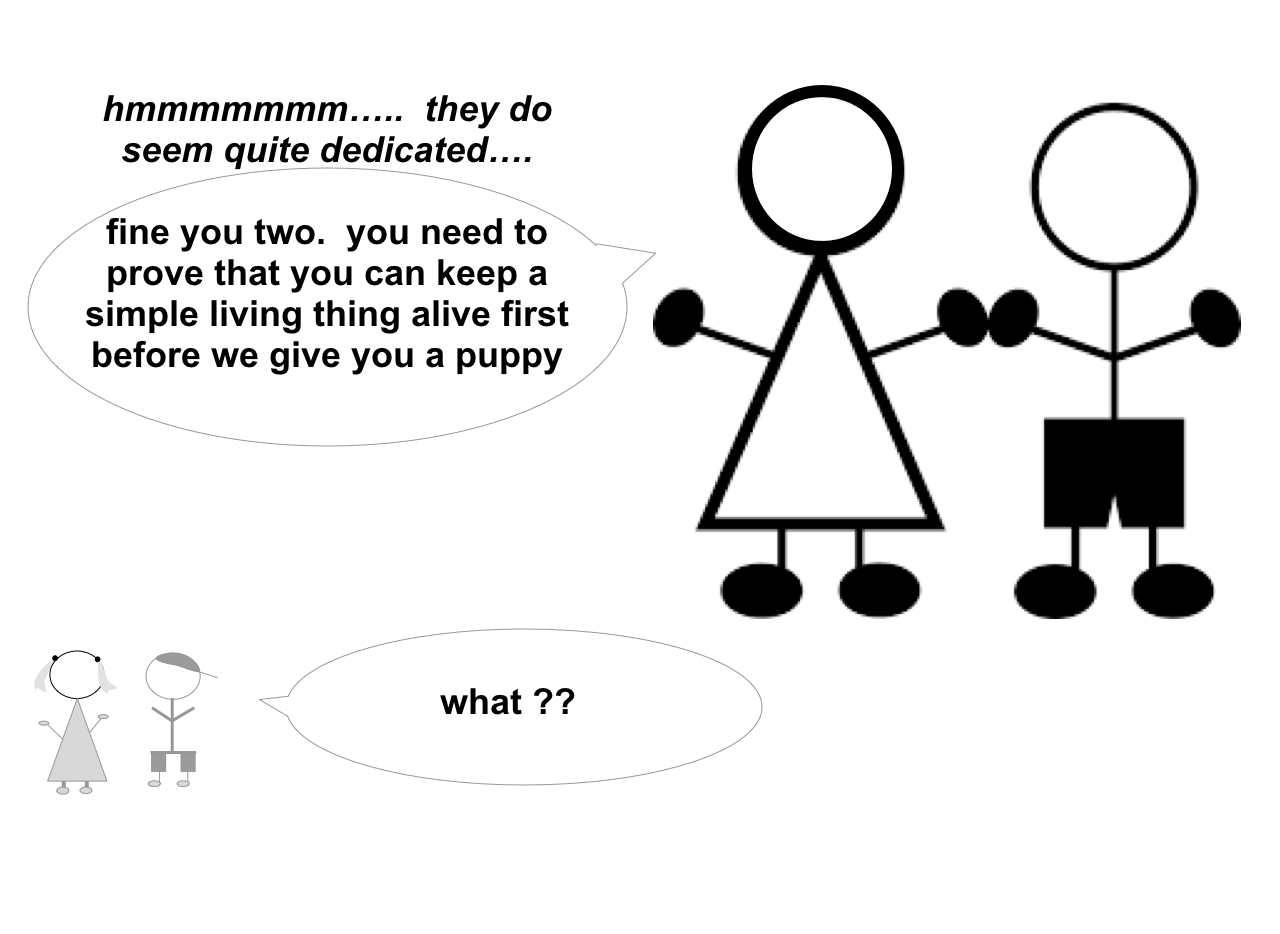 hmmmmmmm.....  they do
seem quite dedicated....
fine you two.  you need to
prove that you can keep a
simple living thing alive first
before we give you a puppy
what ??